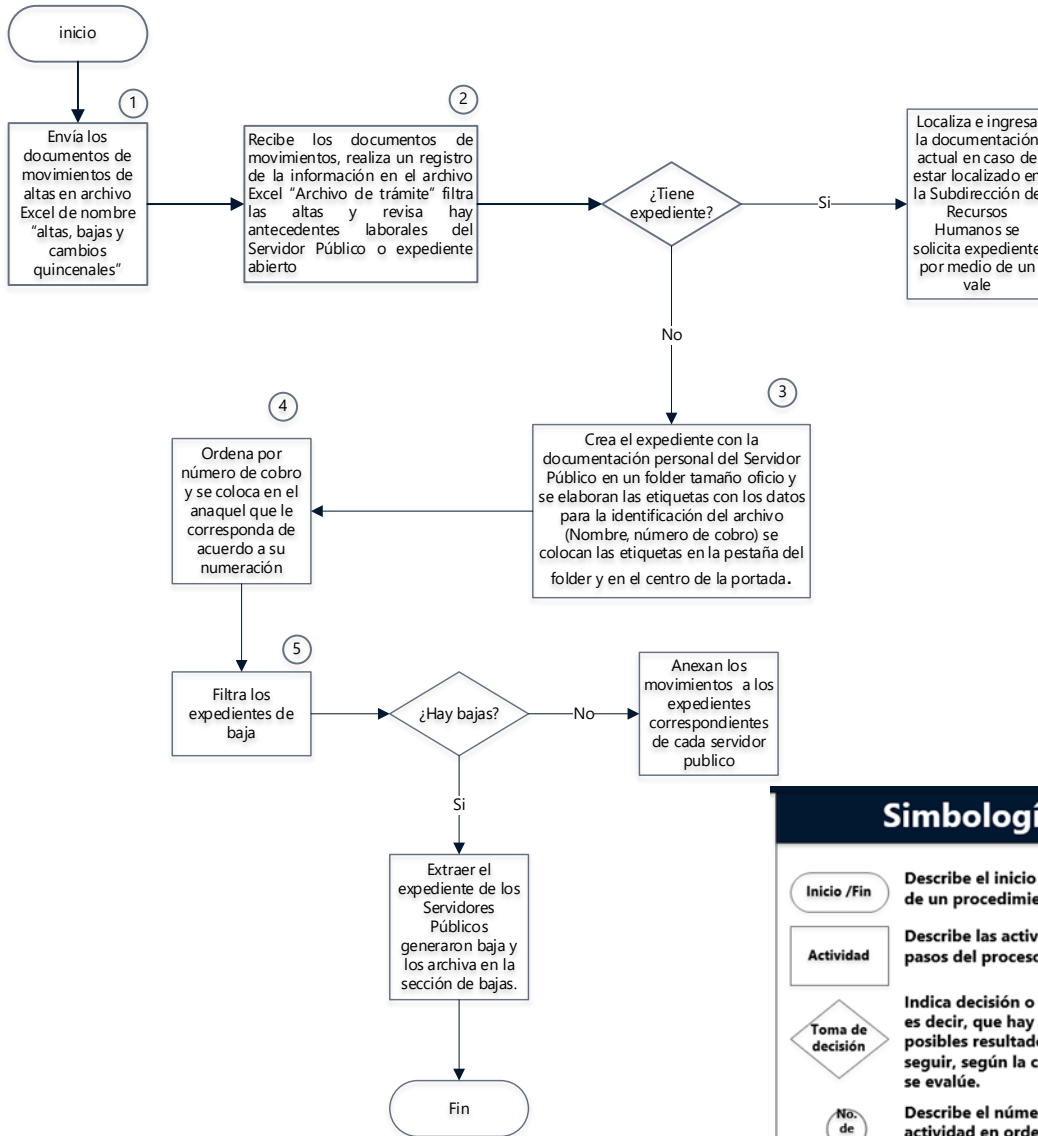 inicio
1
Envía los
documentos de
movimientos de
altas en archivo
Excel de nombre
“altas, bajas y
cambios
quincenales”
2
Recibe los documentos de
movimientos, realiza un registro
de la información en el archivo
Excel “Archivo de trámite” filtra
las altas y revisa hay
antecedentes laborales del
Servidor Público o expediente
abierto
¿Tiene
expediente?
Si
Localiza e ingresa
la documentación
actual en caso de
estar localizado en
la Subdirección de
Recursos
Humanos se
solicita expediente
por medio de un
vale
No
3
Crea el expediente con la
documentación personal del Servidor
Público en un folder tamaño oficio y
se elaboran las etiquetas con los datos
para la identificación del archivo
(Nombre, número de cobro) se
colocan las etiquetas en la pestaña del
folder y en el centro de la portada.
4
Ordena por
número de cobro
y se coloca en el
anaquel que le
corresponda de
acuerdo a su
numeración
5
Filtra los
expedientes de
baja
¿Hay bajas?
No
Anexan los
movimientos a los
expedientes
correspondientes
de cada servidor
publico
Si
Extraer el
expediente de los
Servidores
Públicos
generaron baja y
los archiva en la
sección de bajas.
Fin
Simbologí
Inicio /Fin
Describe el inicio
de un procedimie
Actividad
Describe las activ
pasos del proceso
Toma de
decisión
Indica decisión o
es decir, que hay
posibles resultad
seguir, según la c
se evalúe.
No.
de
Describe el núme
actividad en orde